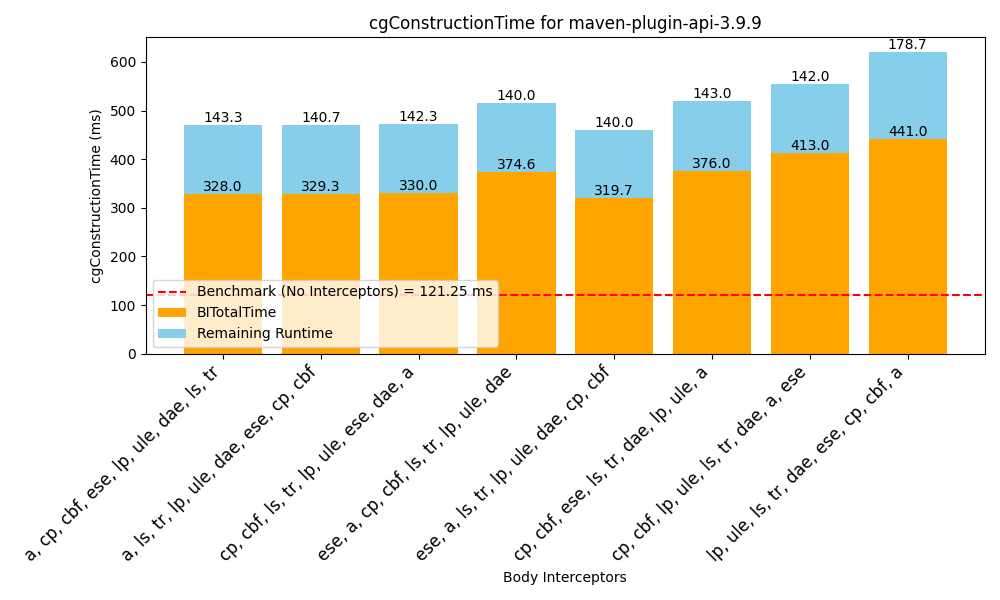 cgConstructionTime for maven-plugin-api-3.9.9
cgConstructionTime (ms)
600
500
400
300
200
100
0
143.3
140.7
142.3
140.0
140.0
143.0
142.0
178.7
328.0
329.3
330.0
374.6
319.7
376.0
413.0
441.0
Benchmark (No Interceptors) = 121.25 ms
BITotalTime
Remaining Runtime
a, cp, cbf, ese, lp, ule, dae, ls, tr
a, ls, tr, lp, ule, dae, ese, cp, cbf
cp, cbf, ls, tr, lp, ule, ese, dae, a
ese, a, cp, cbf, ls, tr, lp, ule, dae
ese, a, ls, tr, lp, ule, dae, cp, cbf
cp, cbf, ese, ls, tr, dae, lp, ule, a
cp, cbf, lp, ule, ls, tr, dae, a, ese
lp, ule, ls, tr, dae, ese, cp, cbf, a
Body Interceptors